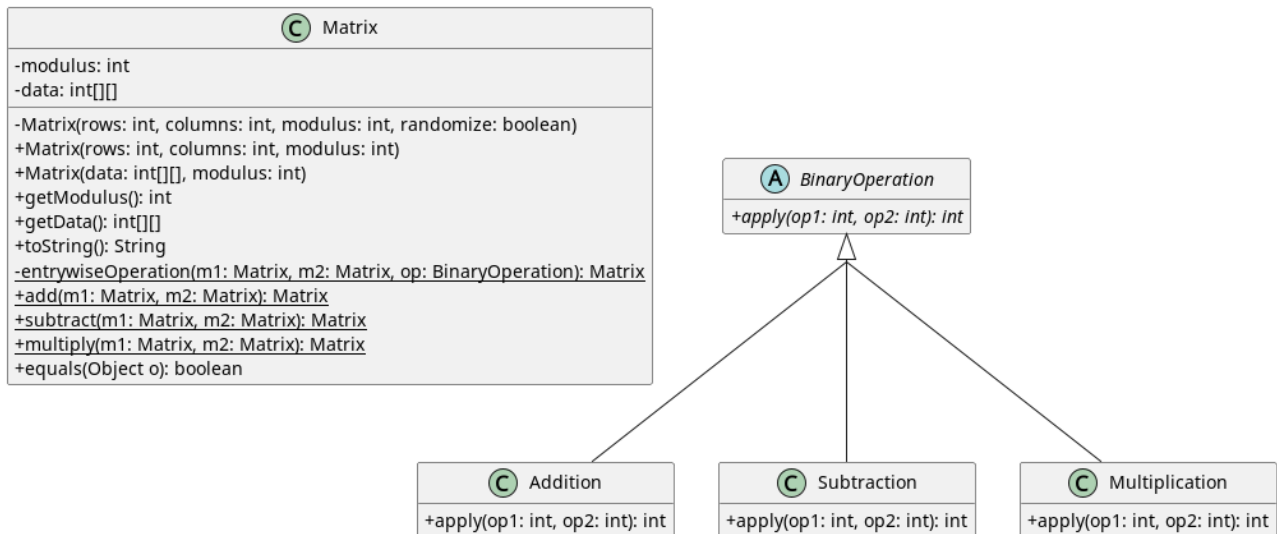 C Matrix
-modulus: int
-data: int[][]
-Matrix(rows: int, columns: int, modulus: int, randomize: boolean)
+Matrix(rows: int, columns: int, modulus: int)
+Matrix(data: int[][], modulus: int)
+getModulus(): int
+getData(): int[][]
+toString(): String
-entrywiseOperation(m1: Matrix, m2: Matrix, op: BinaryOperation): Matrix
+add(m1: Matrix, m2: Matrix): Matrix
+subtract(m1: Matrix, m2: Matrix): Matrix
+multiply(m1: Matrix, m2: Matrix): Matrix
+equals(Object o): boolean
A BinaryOperation
+apply(op1: int, op2: int): int
C Addition
+apply(op1: int, op2: int): int
C Subtraction
+apply(op1: int, op2: int): int
C Multiplication
+apply(op1: int, op2: int): int